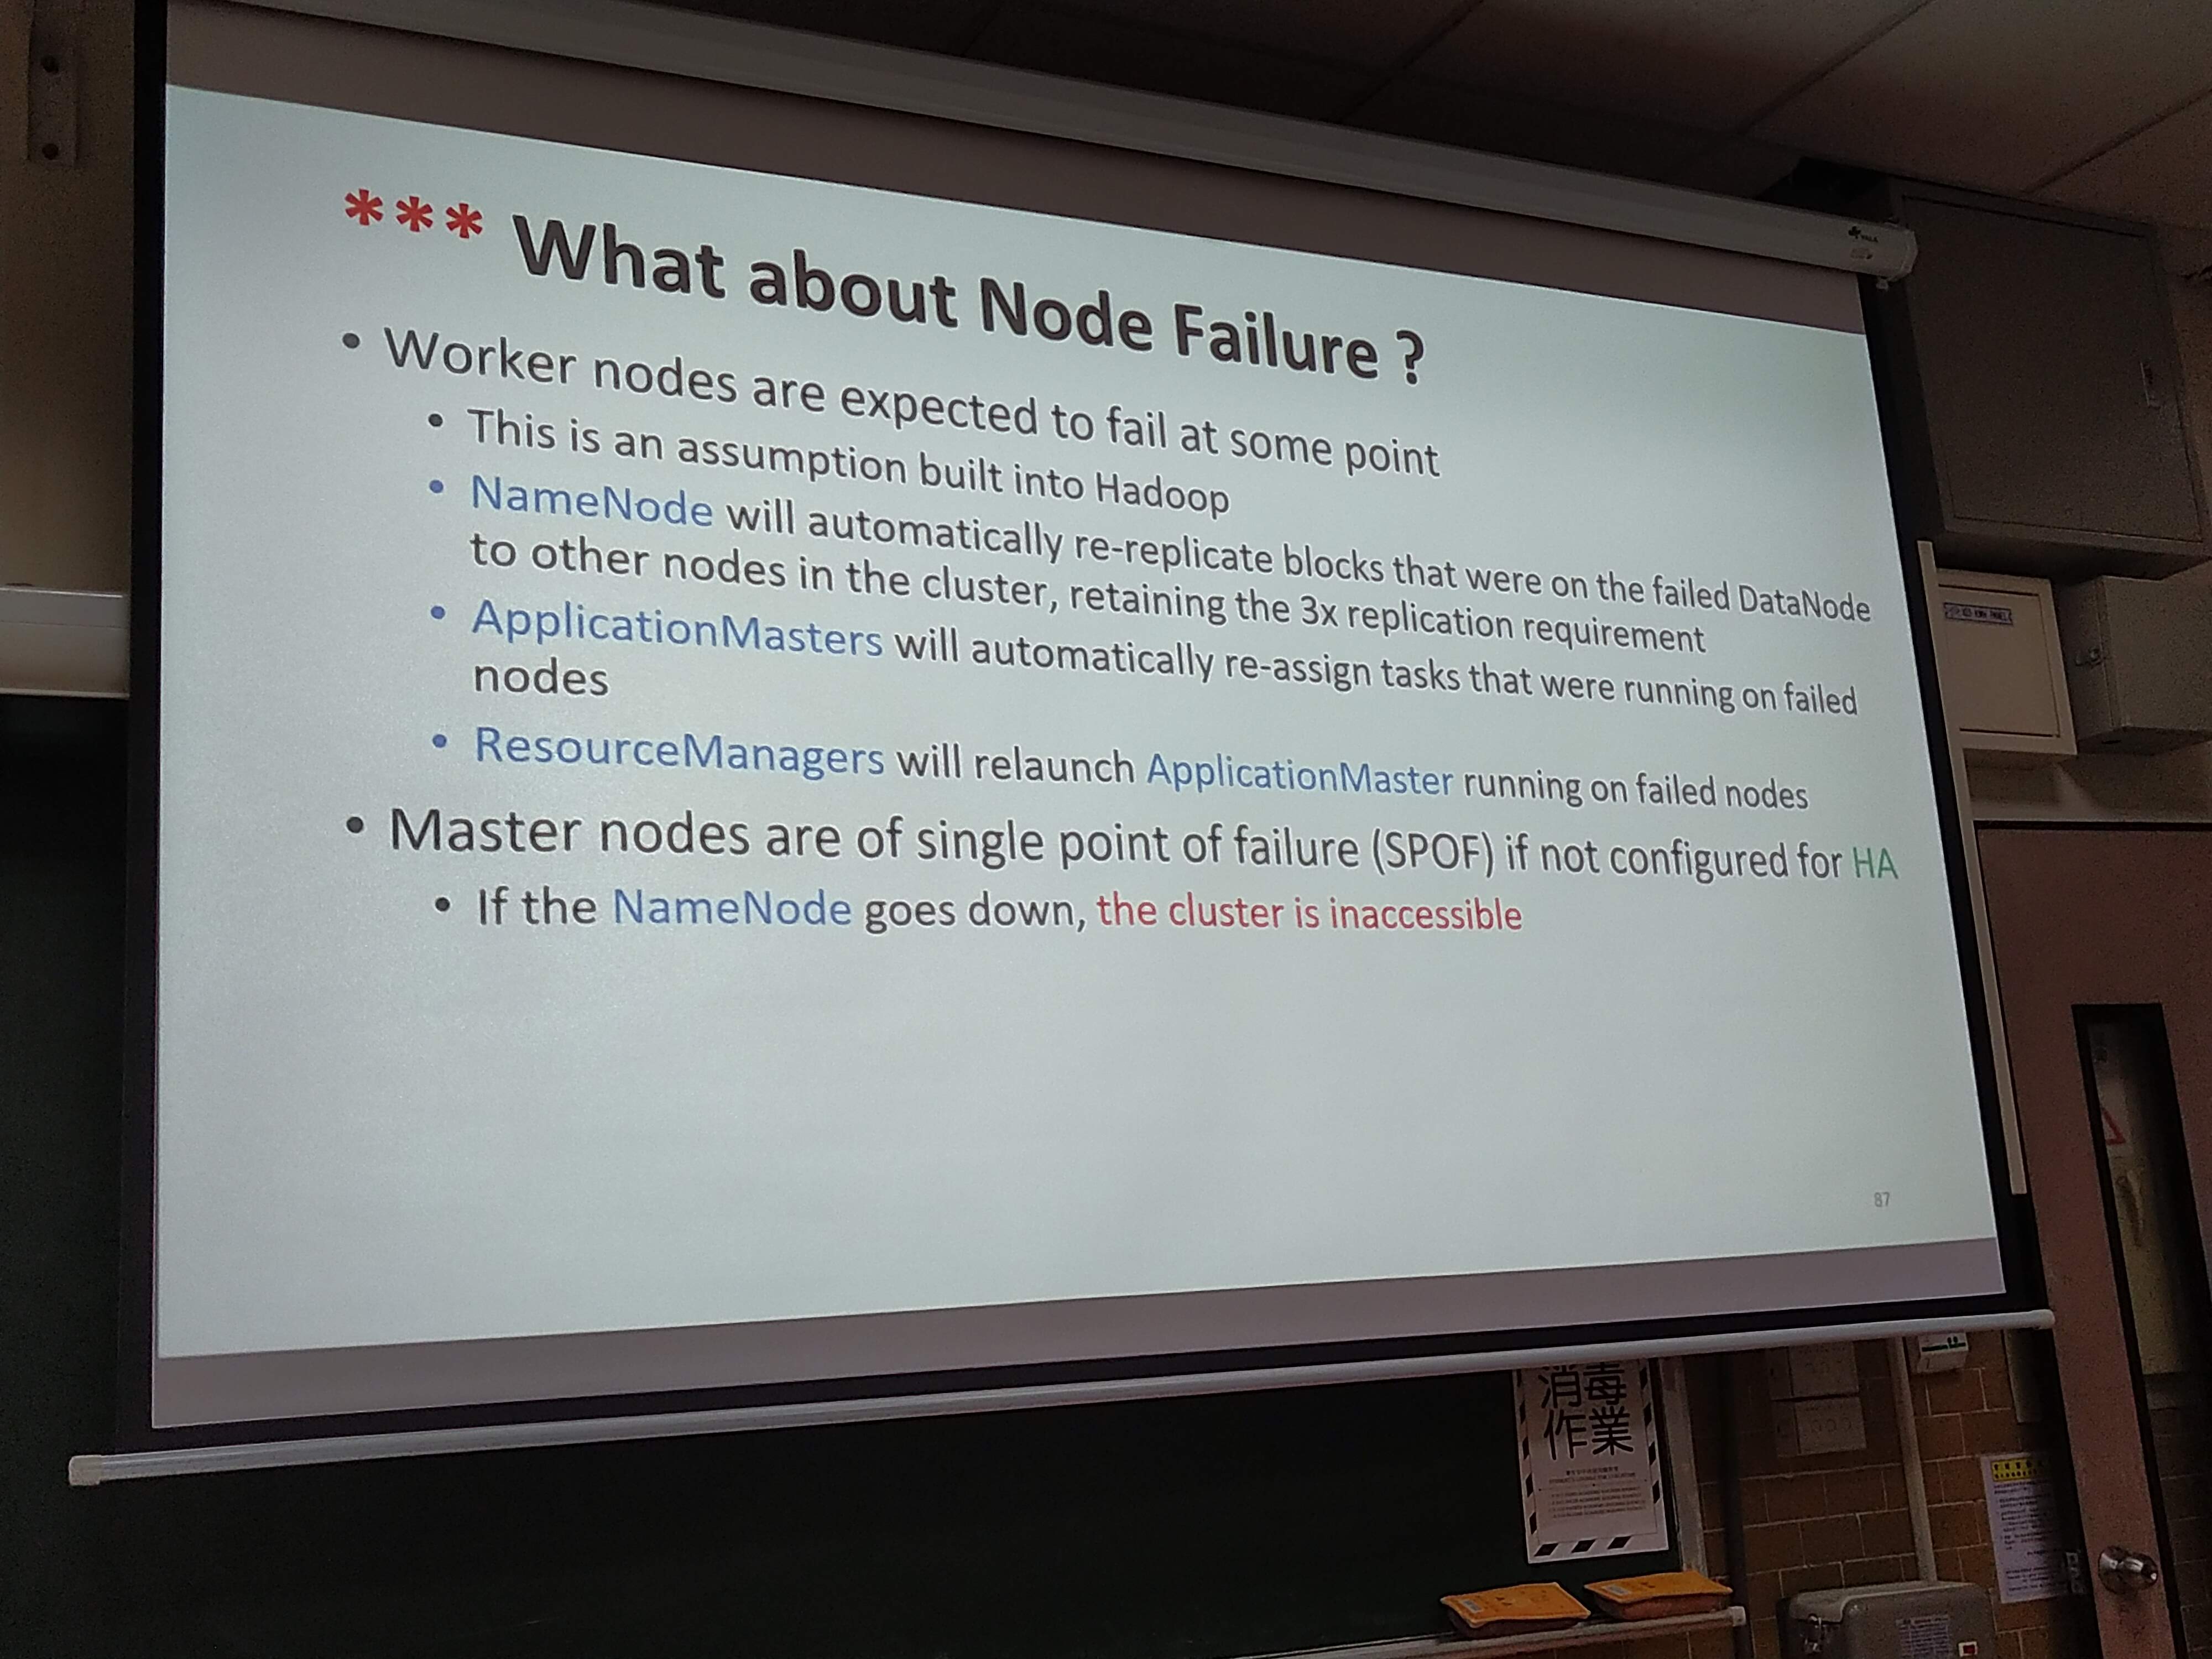 *** What about Node Failure ?
• Worker nodes are expected to fail at some point
• This is an assumption built into Hadoop
• NameNode will automatically re-replicate blocks that were on the failed DataNode
to other nodes in the cluster, retaining the 3x replication requirement
• ApplicationMasters will automatically re-assign tasks that were running on failed
nodes
• ResourceManagers will relaunch ApplicationMaster running on failed nodes
• Master nodes are of single point of failure (SPOF) if not configured for HA
• If the NameNode goes down, the cluster is inaccessible
87
消毒
作業